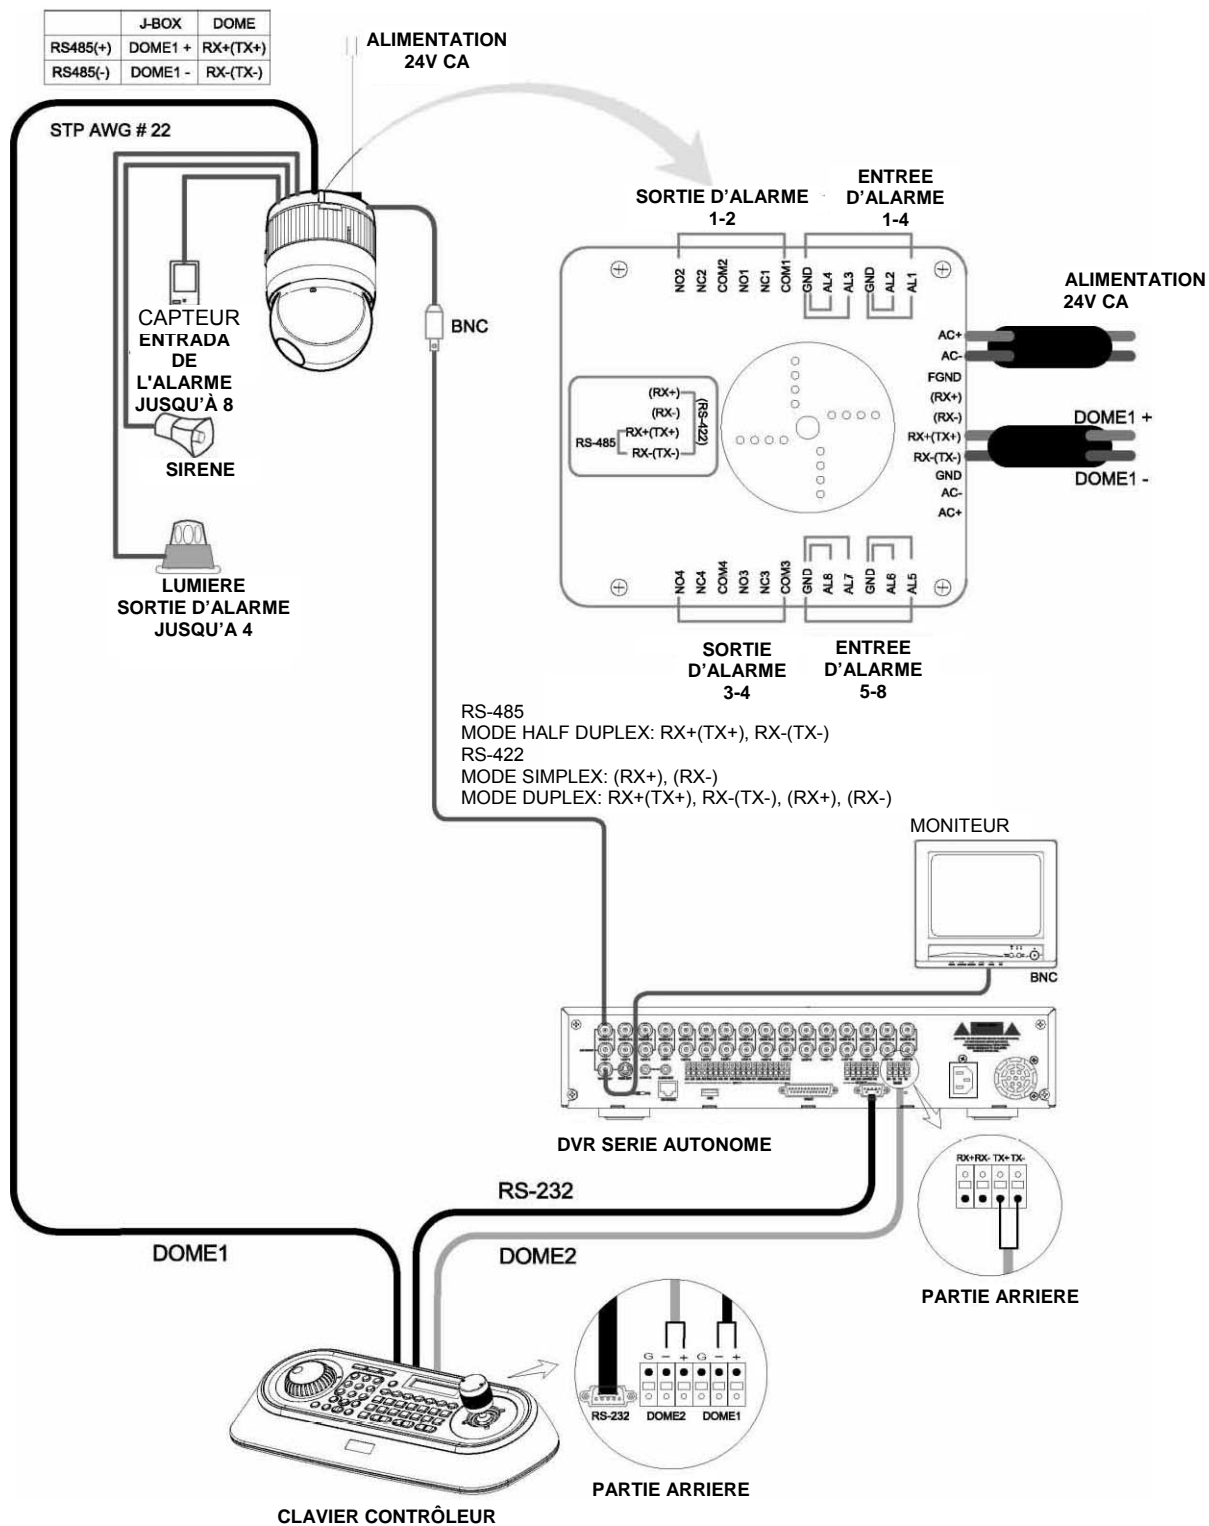 J-BOX DOME
RS485(+) DOME1 + RX+(TX+)
RS485(-) DOME1 - RX-(TX-)
ALIMENTATION
24V CA
STP AWG # 22
CAPTEUR
ENTRADA
DE
L'ALARME
JUSQU'À 8
SIRENE
LUMIERE
SORTIE D'ALARME
JUSQU'A 4
BNC
SORTIE D'ALARME
1-2
ENTREE
D'ALARME
1-4
NO2
NC2
COM2
NO1
NC1
COM1
GND
AL4
AL3
GND
AL2
AL1
ALIMENTATION
24V CA
AC+
AC-
FGND
(RX+)
(RX-)
RX+(TX+)
RX-(TX-)
GND
AC-
AC+
DOME1 +
DOME1 -
(RX+)
(RX-)
RX+(TX+)
RX-(TX-)
RS-485
(RS-422)
NO4
NC4
COM4
NO3
NC3
COM3
GND
AL8
AL7
GND
AL6
AL5
SORTIE
D'ALARME
3-4
ENTREE
D'ALARME
5-8
RS-485
MODE HALF DUPLEX: RX+(TX+), RX-(TX-)
RS-422
MODE SIMPLEX: (RX+), (RX-)
MODE DUPLEX: RX+(TX+), RX-(TX-), (RX+), (RX-)
MONITEUR
BNC
DVR SERIE AUTONOME
RX+ RX- TX+ TX-
PARTIE ARRIERE
RS-232
DOME1
DOME2
G - + G - +
RS-232 DOME2 DOME1
PARTIE ARRIERE
CLAVIER CONTRÔLEUR